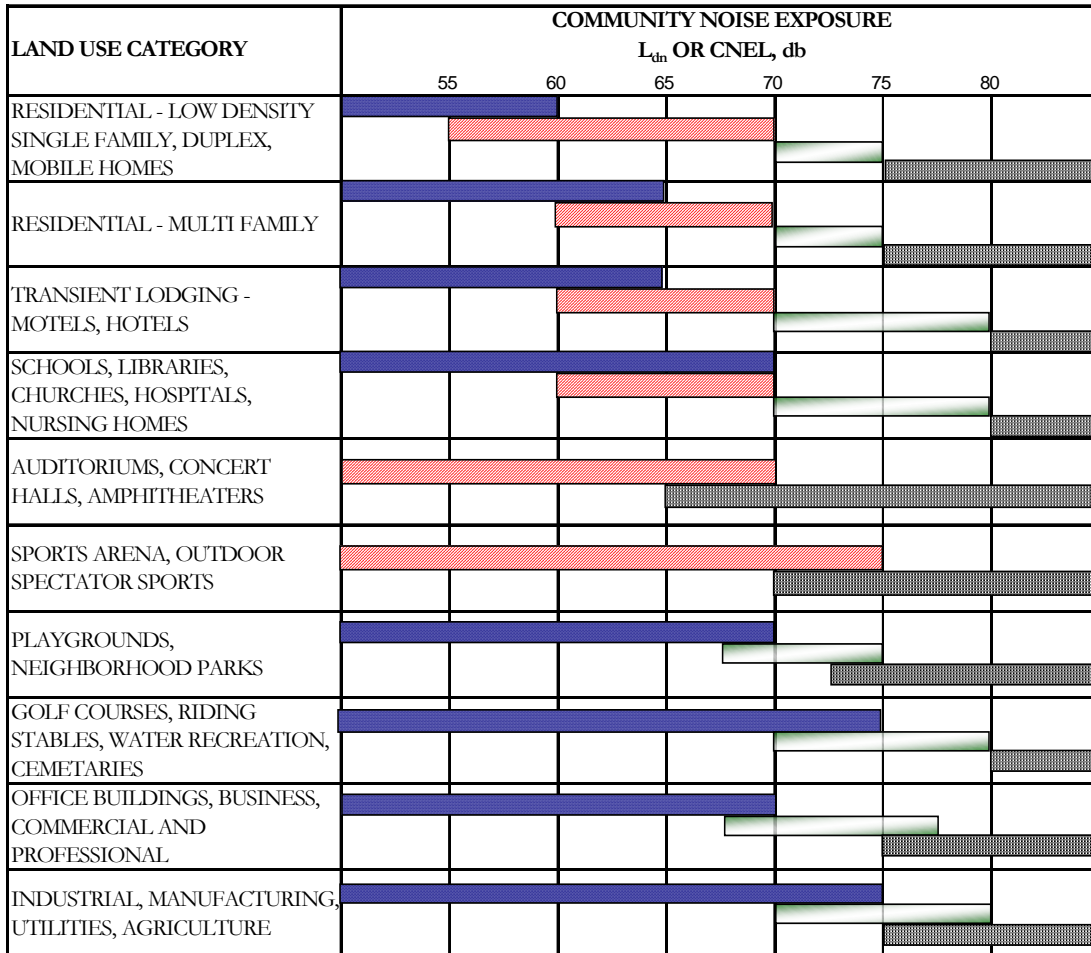 LAND USE CATEGORY
COMMUNITY NOISE EXPOSURE
Ldn OR CNEL, db
55 60 65 70 75 80
RESIDENTIAL - LOW DENSITY
SINGLE FAMILY, DUPLEX,
MOBILE HOMES
RESIDENTIAL - MULTI FAMILY
TRANSIENT LODGING -
MOTELS, HOTELS
SCHOOLS, LIBRARIES,
CHURCHES, HOSPITALS,
NURSING HOMES
AUDITORIUMS, CONCERT
HALLS, AMPHITHEATERS
SPORTS ARENA, OUTDOOR
SPECTATOR SPORTS
PLAYGROUNDS,
NEIGHBORHOOD PARKS
GOLF COURSES, RIDING
STABLES, WATER RECREATION,
CEMETARIES
OFFICE BUILDINGS, BUSINESS,
COMMERCIAL AND
PROFESSIONAL
INDUSTRIAL, MANUFACTURING,
UTILITIES, AGRICULTURE